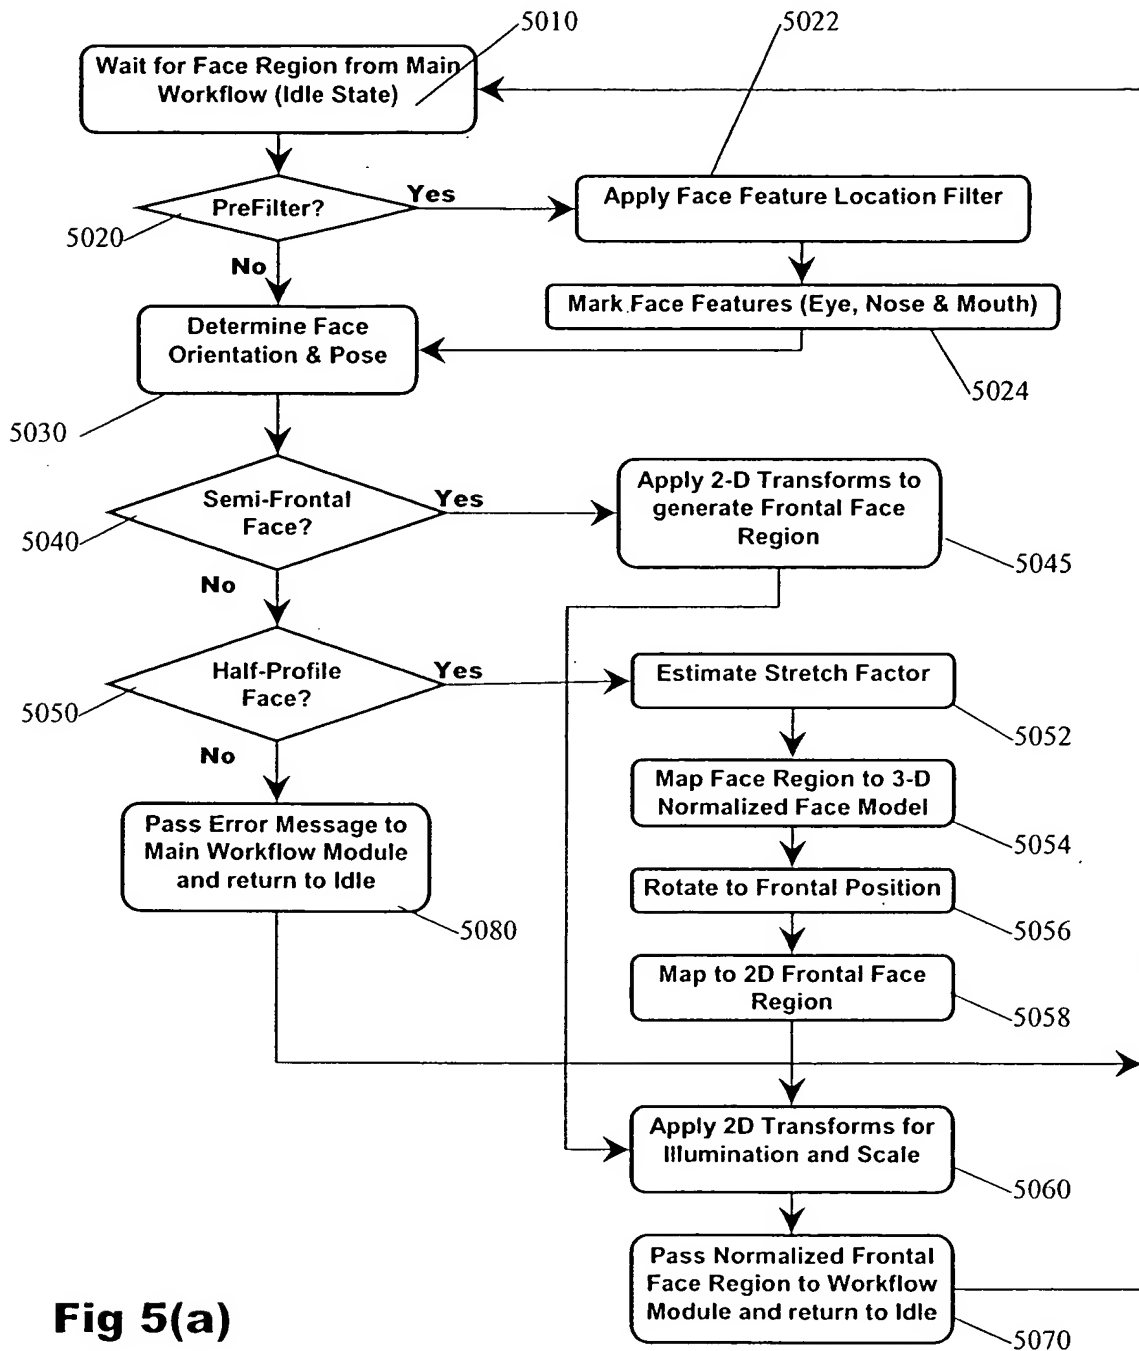 5010
5022
Wait for Face Region from Main
Workflow (Idle State)
PreFilter?
Yes
Apply Face Feature Location Filter
5020
No
Mark Face Features (Eye, Nose & Mouth)
Determine Face
Orientation & Pose
5024
5030
Semi-Frontal
Face?
Yes
Apply 2-D Transforms to
generate Frontal Face
Region
5040
5045
No
Half-Profile
Face?
Yes
Estimate Stretch Factor
5050
5052
No
Map Face Region to 3-D
Normalized Face Model
Pass Error Message to
Main Workflow Module
and return to Idle
5054
Rotate to Frontal Position
5080
5056
Map to 2D Frontal Face
Region
5058
Apply 2D Transforms for
Illumination and Scale
5060
Pass Normalized Frontal
Face Region to Workflow
Module and return to Idle
5070
Fig 5(a)